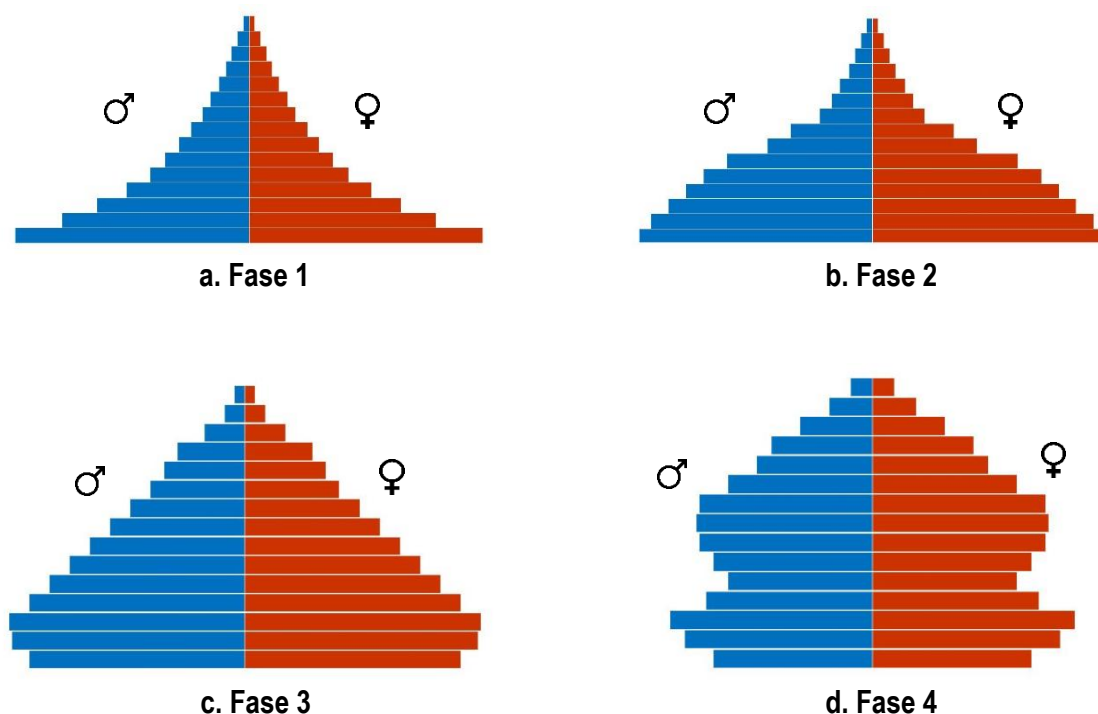 ♂ ♀
a. Fase 1
♂ ♀
b. Fase 2
♂ ♀
c. Fase 3
♂ ♀
d. Fase 4